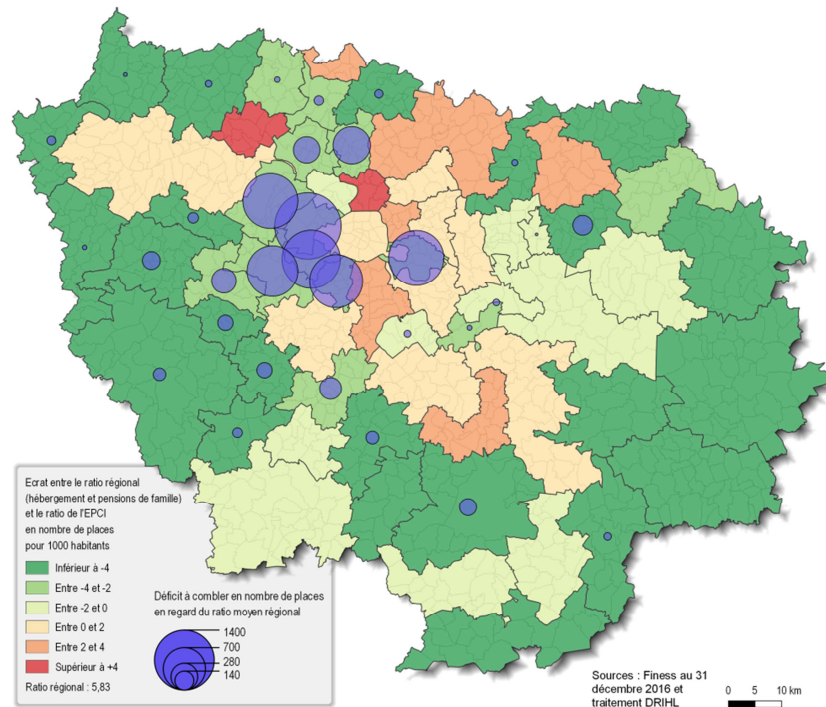 Ecrat entre le ratio régional
(hébergement et pensions de famille)
et le ratio de l'EPCI
en nombre de places
pour 1000 habitants
Inférieur à -4
Entre -4 et -2
Entre -2 et 0
Entre 0 et 2
Entre 2 et 4
Supérieur à +4
Ratio régional : 5,83
Déficit à combler en nombre de places
en regard du ratio moyen régional
1400
700
280
140
Sources : Finess au 31
décembre 2016 et
traitement DRIHL
0 5 10 km